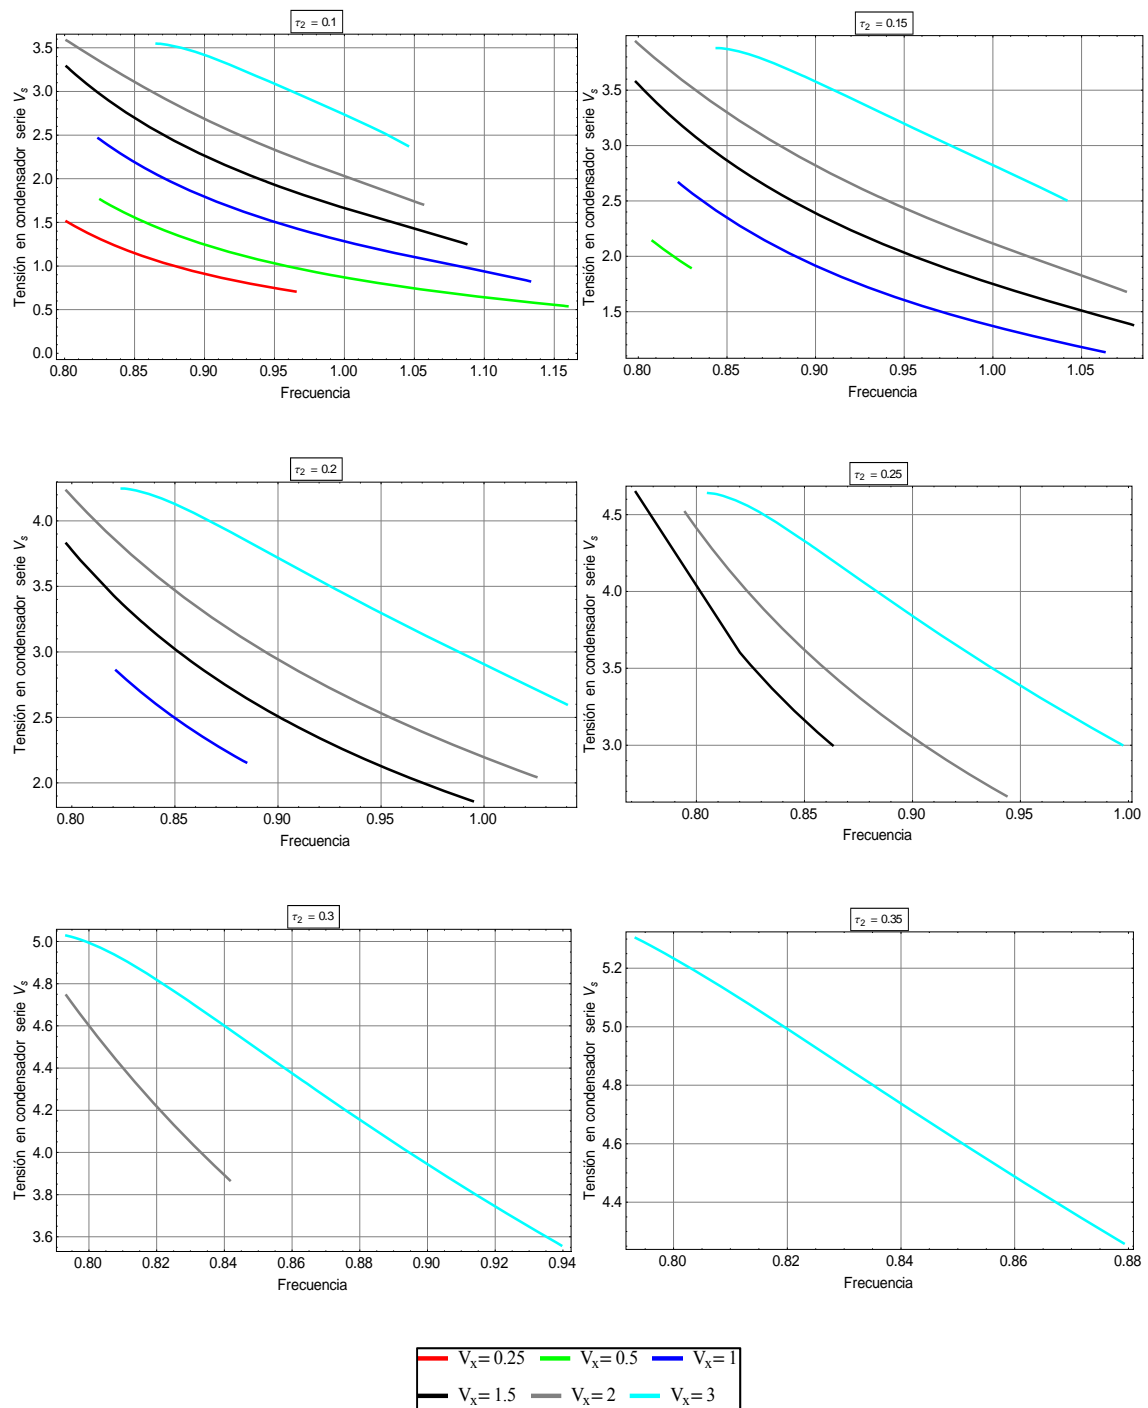 τ2 = 0.1
τ2 = 0.15
Tensión en condensador serie Vs
3.5
3.0
2.5
2.0
1.5
1.0
0.5
0.0
0.80 0.85 0.90 0.95 1.00 1.05 1.10 1.15
Frecuencia
Tensión en condensador serie Vs
3.5
3.0
2.5
2.0
1.5
0.80 0.85 0.90 0.95 1.00 1.05
Frecuencia
τ2 = 0.2
τ2 = 0.25
Tensión en condensador serie Vs
4.0
3.5
3.0
2.5
2.0
0.80 0.85 0.90 0.95 1.00
Frecuencia
Tensión en condensador serie Vs
4.5
4.0
3.5
3.0
0.80 0.85 0.90 0.95 1.00
Frecuencia
τ2 = 0.3
τ2 = 0.35
Tensión en condensador serie Vs
5.0
4.8
4.6
4.4
4.2
4.0
3.8
3.6
0.80 0.82 0.84 0.86 0.88 0.90 0.92 0.94
Frecuencia
Tensión en condensador serie Vs
5.2
5.0
4.8
4.6
4.4
0.80 0.82 0.84 0.86 0.88
Frecuencia
Vx= 0.25 Vx= 0.5 Vx= 1
Vx= 1.5 Vx= 2 Vx= 3